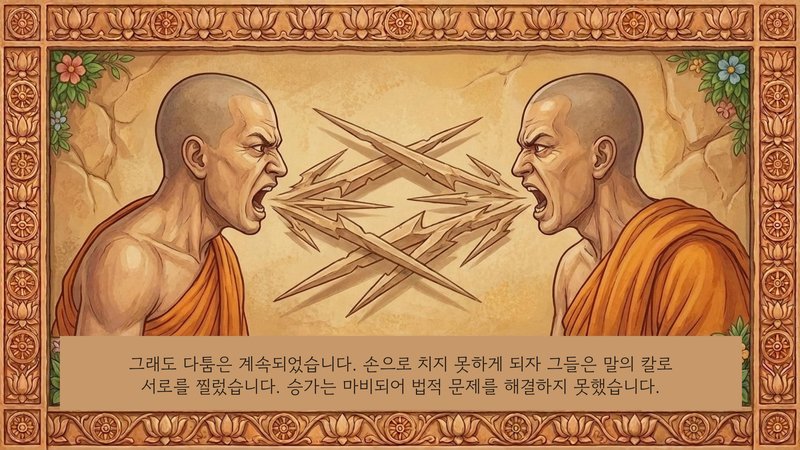 그래도 다툼은 계속되었습니다. 손으로 치지 못하게 되자 그들은 말의 칼로
서로를 찔렀습니다. 승가는 마비되어 법적 문제를 해결하지 못했습니다.